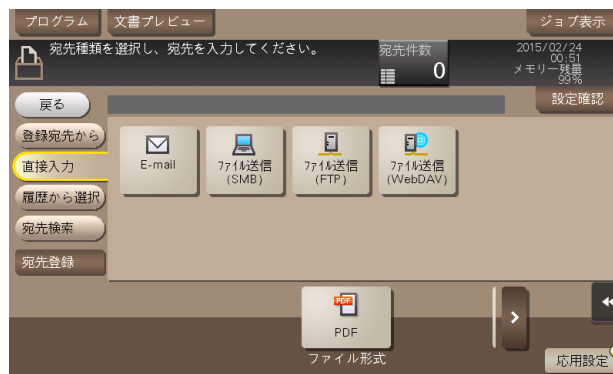 プログラム
文書プレビュー
ジョブ表示
宛先種類を選択し、宛先を入力してください。
宛先件数
0
2015/02/24
00:51
メモリー残量
99%
戻る
設定確認
登録宛先から
直接入力
履歴から選択
宛先検索
宛先登録
E-mail
ファイル送信
(SMB)
ファイル送信
(FTP)
ファイル送信
(WebDAV)
PDF
PDF
ファイル形式
応用設定